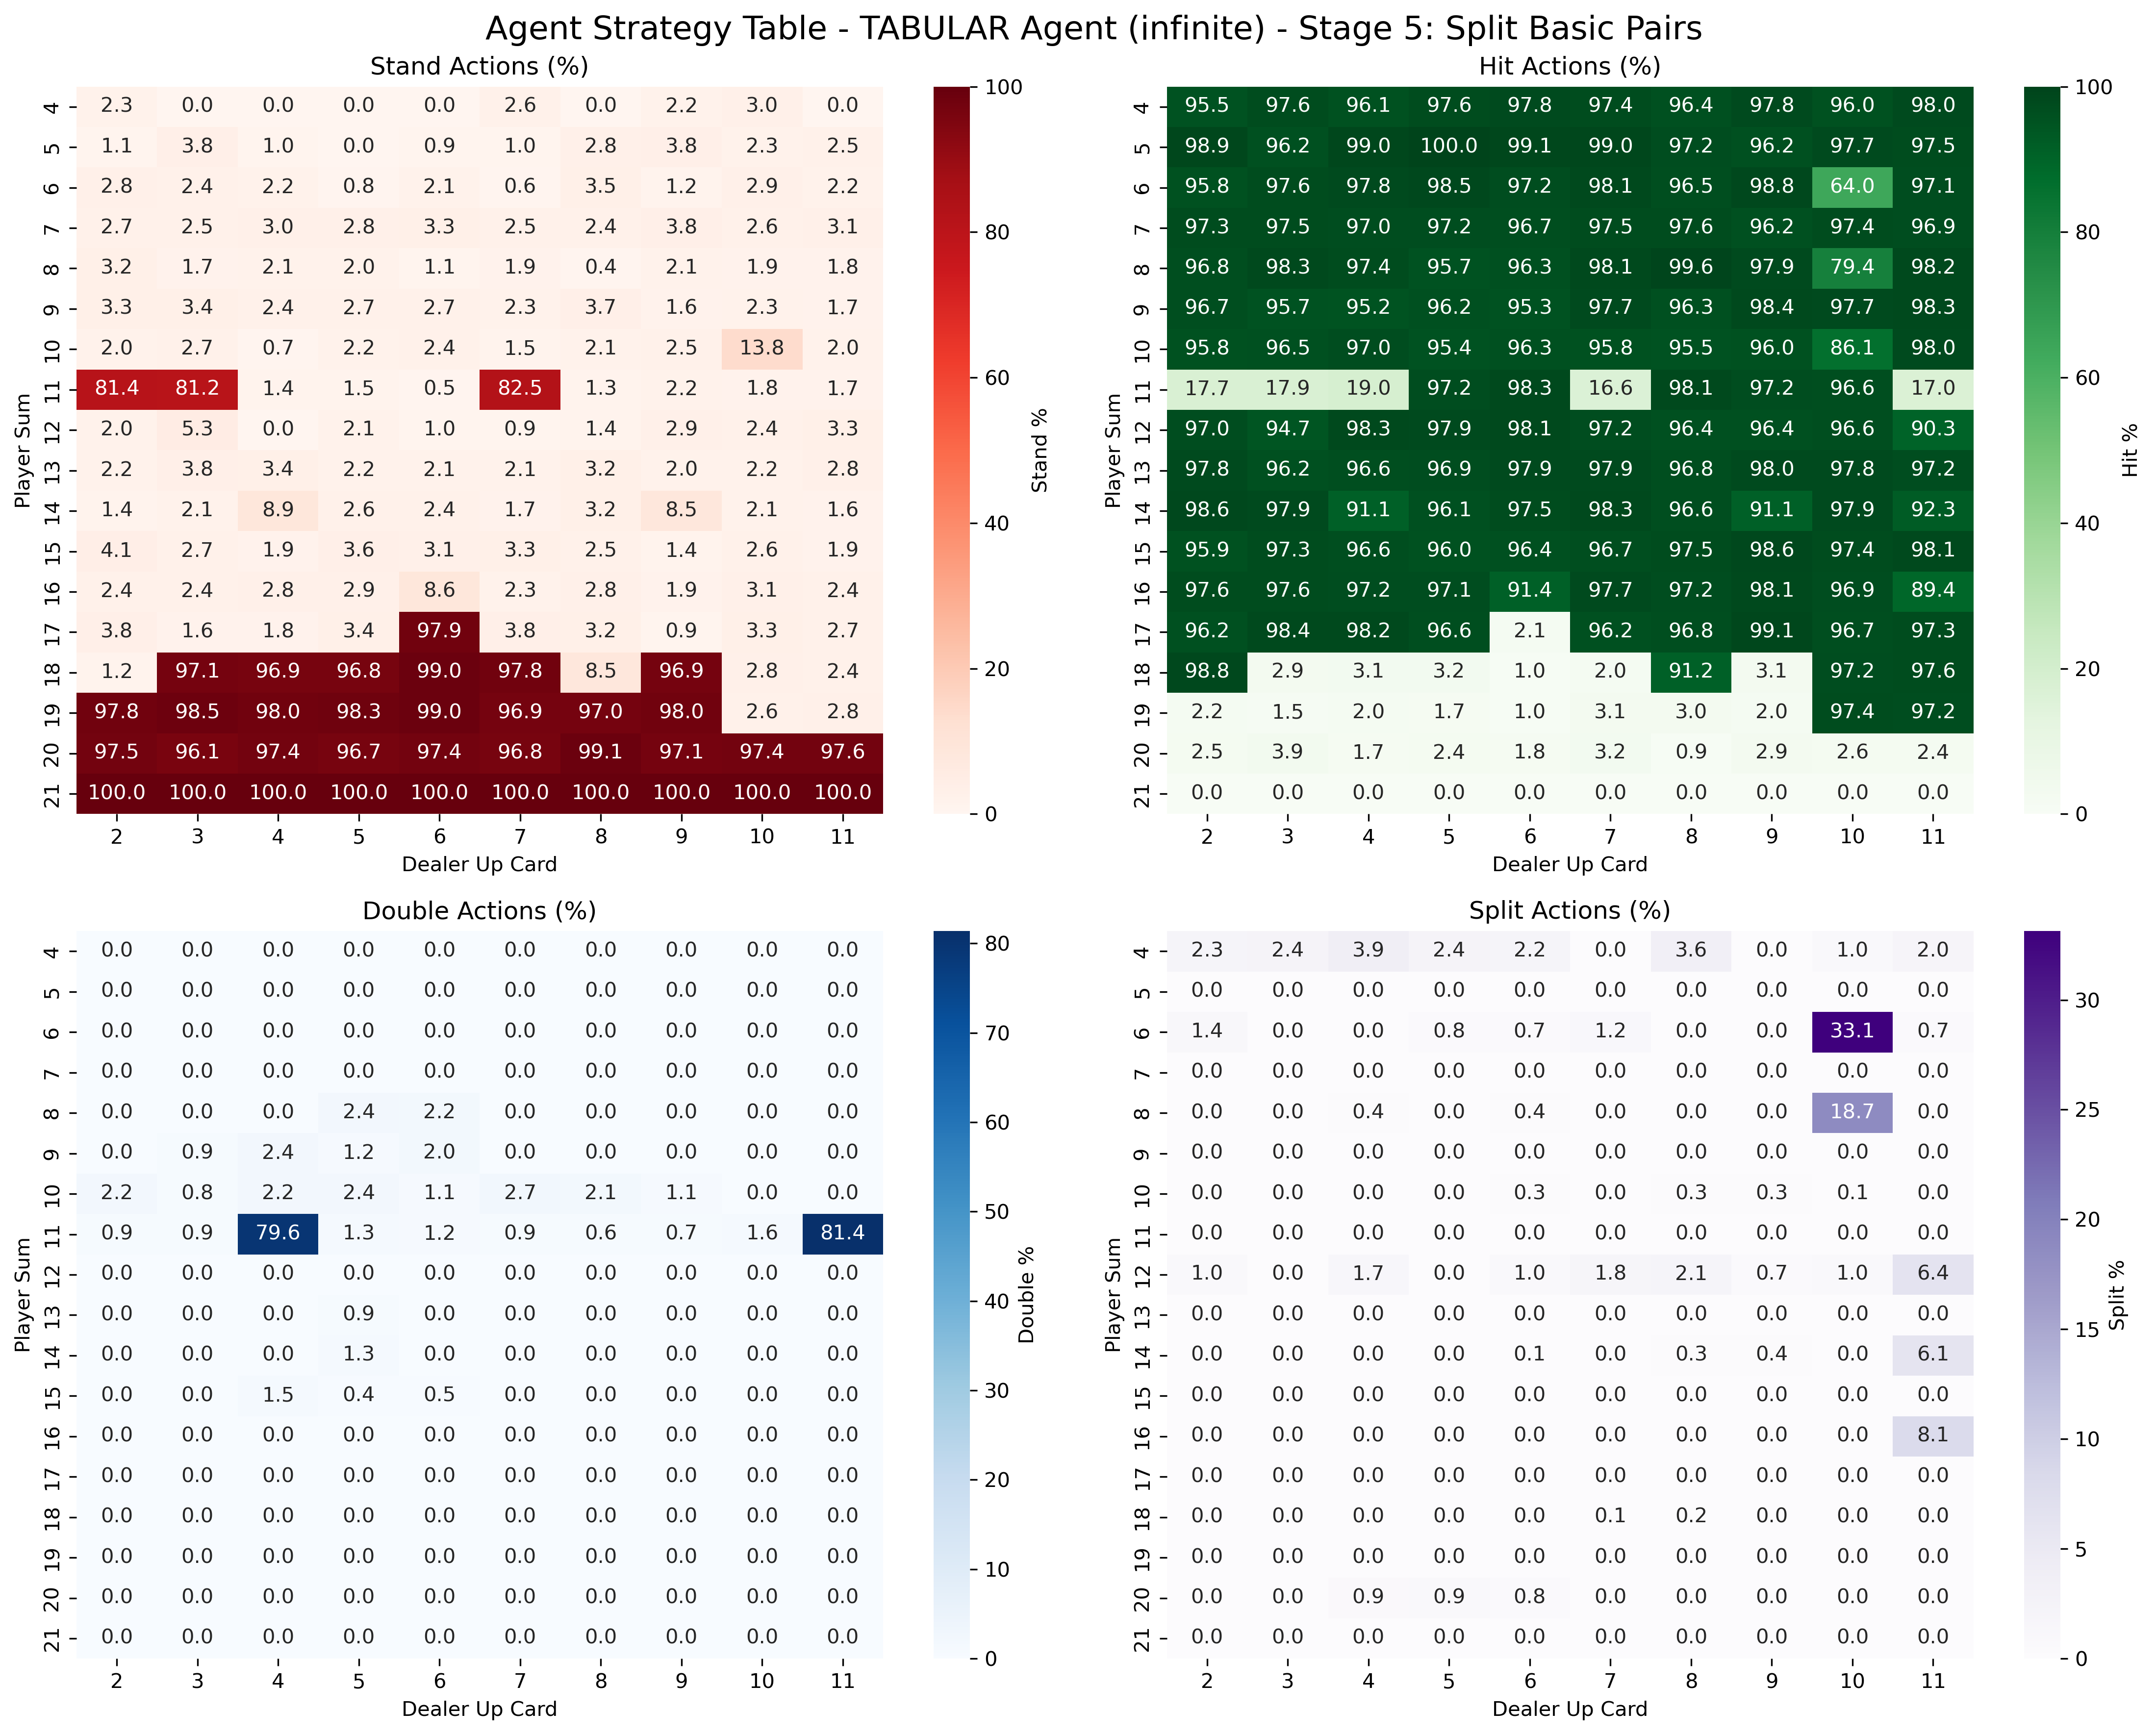 Agent Strategy Table - TABULAR Agent (infinite) - Stage 5: Split Basic Pairs
Stand Actions (%)
Player Sum
4 2.3 0.0 0.0 0.0 0.0 2.6 0.0 2.2 3.0 0.0
5 1.1 3.8 1.0 0.0 0.9 1.0 2.8 3.8 2.3 2.5
6 2.8 2.4 2.2 0.8 2.1 0.6 3.5 1.2 2.9 2.2
7 2.7 2.5 3.0 2.8 3.3 2.5 2.4 3.8 2.6 3.1
8 3.2 1.7 2.1 2.0 1.1 1.9 0.4 2.1 1.9 1.8
9 3.3 3.4 2.4 2.7 2.7 2.3 3.7 1.6 2.3 1.7
10 2.0 2.7 0.7 2.2 2.4 1.5 2.1 2.5 13.8 2.0
11 81.4 81.2 1.4 1.5 0.5 82.5 1.3 2.2 1.8 1.7
12 2.0 5.3 0.0 2.1 1.0 0.9 1.4 2.9 2.4 3.3
13 2.2 3.8 3.4 2.2 2.1 2.1 3.2 2.0 2.2 2.8
14 1.4 2.1 8.9 2.6 2.4 1.7 3.2 8.5 2.1 1.6
15 4.1 2.7 1.9 3.6 3.1 3.3 2.5 1.4 2.6 1.9
16 2.4 2.4 2.8 2.9 8.6 2.3 2.8 1.9 3.1 2.4
17 3.8 1.6 1.8 3.4 97.9 3.8 3.2 0.9 3.3 2.7
18 1.2 97.1 96.9 96.8 99.0 97.8 8.5 96.9 2.8 2.4
19 97.8 98.5 98.0 98.3 99.0 96.9 97.0 98.0 2.6 2.8
20 97.5 96.1 97.4 96.7 97.4 96.8 99.1 97.1 97.4 97.6
21 100.0 100.0 100.0 100.0 100.0 100.0 100.0 100.0 100.0 100.0
2 3 4 5 6 7 8 9 10 11
Dealer Up Card
100
80
60
40
20
0
Stand %
Hit Actions (%)
Player Sum
4 95.5 97.6 96.1 97.6 97.8 97.4 96.4 97.8 96.0 98.0
5 98.9 96.2 99.0 100.0 99.1 99.0 97.2 96.2 97.7 97.5
6 95.8 97.6 97.8 98.5 97.2 98.1 96.5 98.8 64.0 97.1
7 97.3 97.5 97.0 97.2 96.7 97.5 97.6 96.2 97.4 96.9
8 96.8 98.3 97.4 95.7 96.3 98.1 99.6 97.9 79.4 98.2
9 96.7 95.7 95.2 96.2 95.3 97.7 96.3 98.4 97.7 98.3
10 95.8 96.5 97.0 95.4 96.3 95.8 95.5 96.0 86.1 98.0
11 17.7 17.9 19.0 97.2 98.3 16.6 98.1 97.2 96.6 17.0
12 97.0 94.7 98.3 97.9 98.1 97.2 96.4 96.4 96.6 90.3
13 97.8 96.2 96.6 96.9 97.9 97.9 96.8 98.0 97.8 97.2
14 98.6 97.9 91.1 96.1 97.5 98.3 96.6 91.1 97.9 92.3
15 95.9 97.3 96.6 96.0 96.4 96.7 97.5 98.6 97.4 98.1
16 97.6 97.6 97.2 97.1 91.4 97.7 97.2 98.1 96.9 89.4
17 96.2 98.4 98.2 96.6 2.1 96.2 96.8 99.1 96.7 97.3
18 98.8 2.9 3.1 3.2 1.0 2.0 91.2 3.1 97.2 97.6
19 2.2 1.5 2.0 1.7 1.0 3.1 3.0 2.0 97.4 97.2
20 2.5 3.9 1.7 2.4 1.8 3.2 0.9 2.9 2.6 2.4
21 0.0 0.0 0.0 0.0 0.0 0.0 0.0 0.0 0.0 0.0
2 3 4 5 6 7 8 9 10 11
Dealer Up Card
100
80
60
40
20
0
Hit %
Double Actions (%)
Player Sum
4 0.0 0.0 0.0 0.0 0.0 0.0 0.0 0.0 0.0 0.0
5 0.0 0.0 0.0 0.0 0.0 0.0 0.0 0.0 0.0 0.0
6 0.0 0.0 0.0 0.0 0.0 0.0 0.0 0.0 0.0 0.0
7 0.0 0.0 0.0 0.0 0.0 0.0 0.0 0.0 0.0 0.0
8 0.0 0.0 0.0 2.4 2.2 0.0 0.0 0.0 0.0 0.0
9 0.0 0.9 2.4 1.2 2.0 0.0 0.0 0.0 0.0 0.0
10 2.2 0.8 2.2 2.4 1.1 2.7 2.1 1.1 0.0 0.0
11 0.9 0.9 79.6 1.3 1.2 0.9 0.6 0.7 1.6 81.4
12 0.0 0.0 0.0 0.0 0.0 0.0 0.0 0.0 0.0 0.0
13 0.0 0.0 0.0 0.9 0.0 0.0 0.0 0.0 0.0 0.0
14 0.0 0.0 0.0 1.3 0.0 0.0 0.0 0.0 0.0 0.0
15 0.0 0.0 1.5 0.4 0.5 0.0 0.0 0.0 0.0 0.0
16 0.0 0.0 0.0 0.0 0.0 0.0 0.0 0.0 0.0 0.0
17 0.0 0.0 0.0 0.0 0.0 0.0 0.0 0.0 0.0 0.0
18 0.0 0.0 0.0 0.0 0.0 0.0 0.0 0.0 0.0 0.0
19 0.0 0.0 0.0 0.0 0.0 0.0 0.0 0.0 0.0 0.0
20 0.0 0.0 0.0 0.0 0.0 0.0 0.0 0.0 0.0 0.0
21 0.0 0.0 0.0 0.0 0.0 0.0 0.0 0.0 0.0 0.0
2 3 4 5 6 7 8 9 10 11
Dealer Up Card
80
70
60
50
40
30
20
10
0
Double %
Split Actions (%)
Player Sum
4 2.3 2.4 3.9 2.4 2.2 0.0 3.6 0.0 1.0 2.0
5 0.0 0.0 0.0 0.0 0.0 0.0 0.0 0.0 0.0 0.0
6 1.4 0.0 0.0 0.8 0.7 1.2 0.0 0.0 33.1 0.7
7 0.0 0.0 0.0 0.0 0.0 0.0 0.0 0.0 0.0 0.0
8 0.0 0.0 0.4 0.0 0.4 0.0 0.0 0.0 18.7 0.0
9 0.0 0.0 0.0 0.0 0.0 0.0 0.0 0.0 0.0 0.0
10 0.0 0.0 0.0 0.0 0.3 0.0 0.3 0.3 0.1 0.0
11 0.0 0.0 0.0 0.0 0.0 0.0 0.0 0.0 0.0 0.0
12 1.0 0.0 1.7 0.0 1.0 1.8 2.1 0.7 1.0 6.4
13 0.0 0.0 0.0 0.0 0.0 0.0 0.0 0.0 0.0 0.0
14 0.0 0.0 0.0 0.0 0.1 0.0 0.3 0.4 0.0 6.1
15 0.0 0.0 0.0 0.0 0.0 0.0 0.0 0.0 0.0 0.0
16 0.0 0.0 0.0 0.0 0.0 0.0 0.0 0.0 0.0 8.1
17 0.0 0.0 0.0 0.0 0.0 0.0 0.0 0.0 0.0 0.0
18 0.0 0.0 0.0 0.0 0.0 0.1 0.2 0.0 0.0 0.0
19 0.0 0.0 0.0 0.0 0.0 0.0 0.0 0.0 0.0 0.0
20 0.0 0.0 0.9 0.9 0.8 0.0 0.0 0.0 0.0 0.0
21 0.0 0.0 0.0 0.0 0.0 0.0 0.0 0.0 0.0 0.0
2 3 4 5 6 7 8 9 10 11
Dealer Up Card
30
25
20
15
10
5
0
Split %